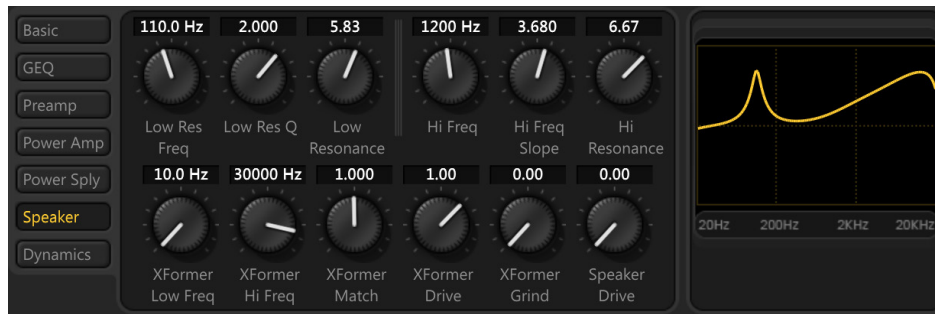 Basic
GEQ
Preamp
Power Amp
Power Sply
Speaker
Dynamics
110.0 Hz 2.000 5.83 1200 Hz 3.680 6.67
Low Res Low Res Q Low Hi Freq Hi Freq Hi
Freq Resonance Slope Resonance
10.0 Hz 30000 Hz 1.000 1.00 0.00 0.00
XFormer XFormer XFormer XFormer XFormer Speaker
Low Freq Hi Freq Match Drive Grind Drive
20Hz 200Hz 2KHz 20KHz